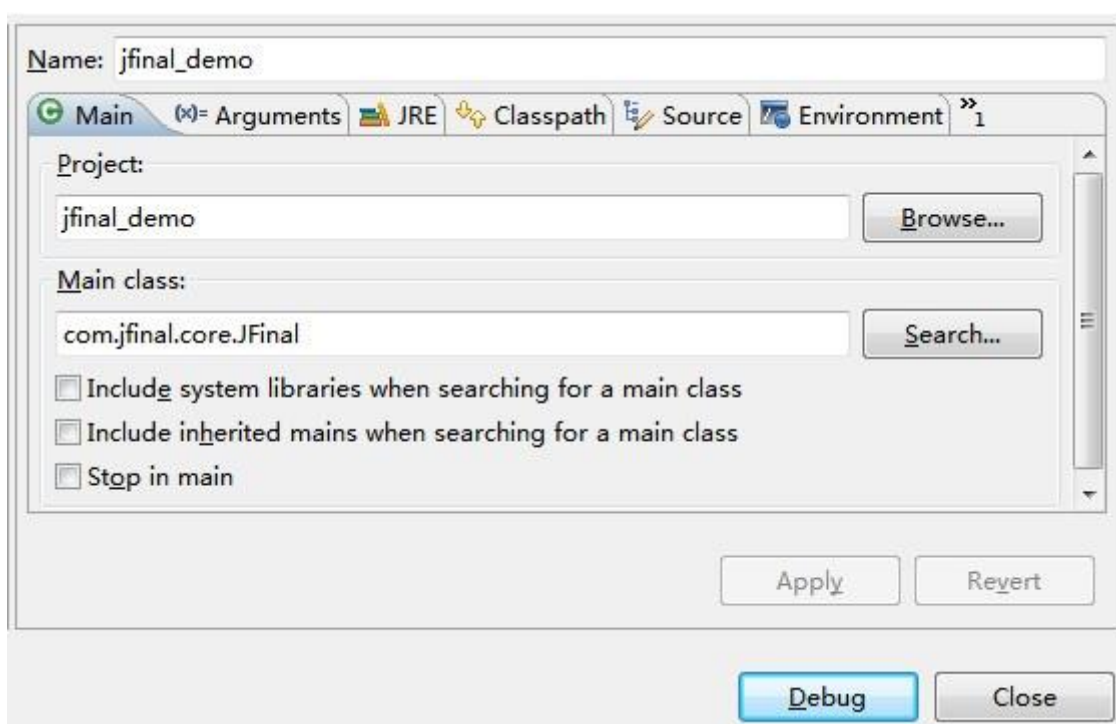 Name: jfinal_demo
Main (x)= Arguments JRE Classpath Source Environment »1
Project:
jfinal_demo Browse...
Main class:
com.jfinal.core.JFinal Search...
Include system libraries when searching for a main class
Include inherited mains when searching for a main class
Stop in main
Apply Revert
Debug Close